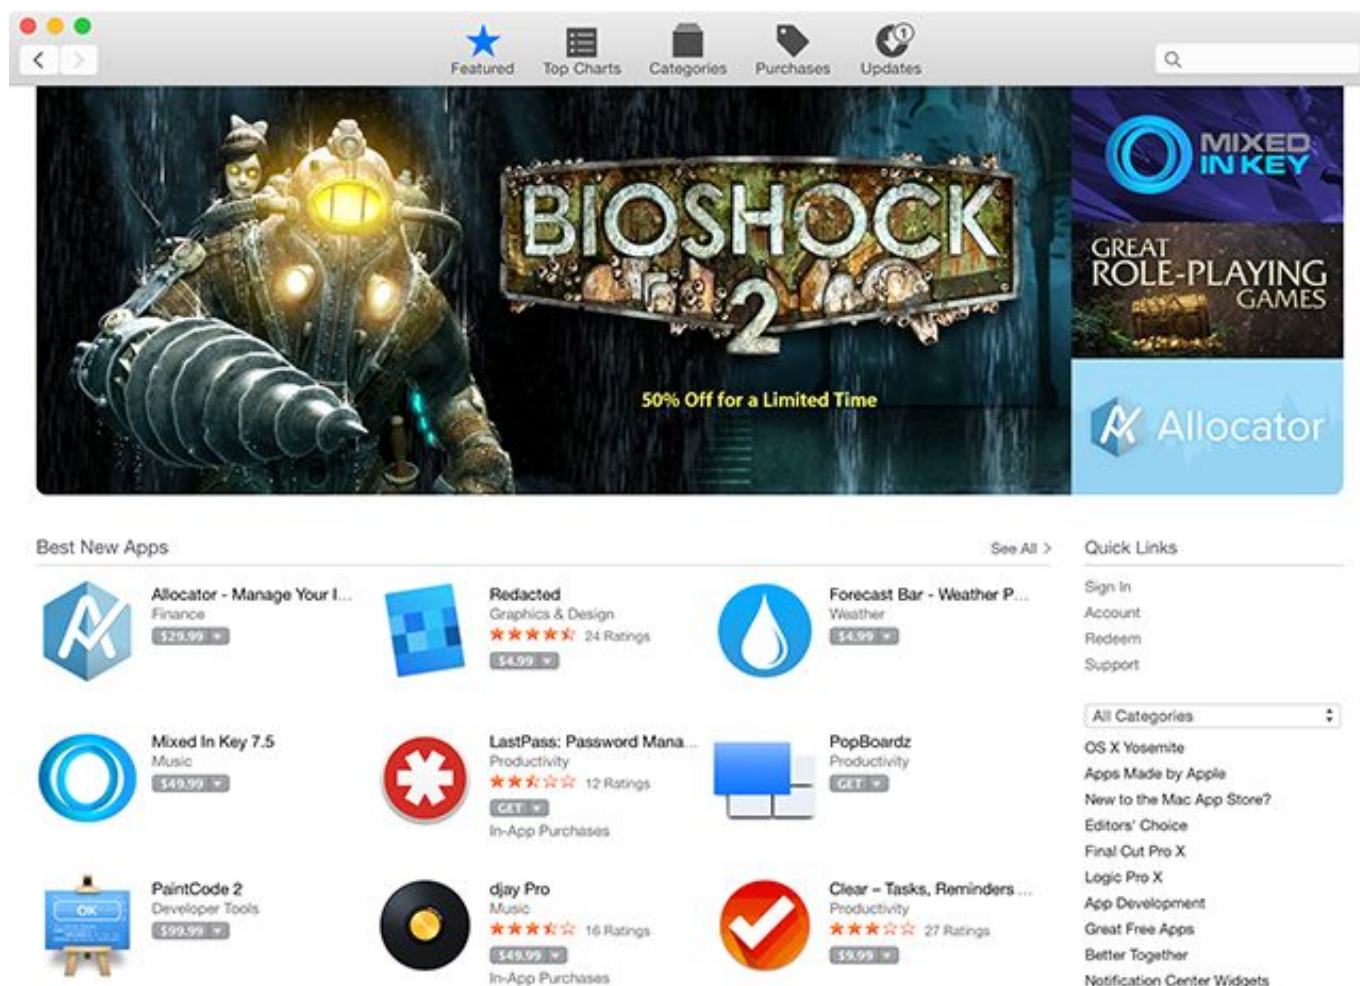 Featured
Top Charts
Categories
Purchases
Updates
1
MIXED
IN KEY
BIOSHOCK
2
50% Off for a Limited Time
GREAT
ROLE-PLAYING
GAMES
Allocator
Best New Apps
See All >
Allocator - Manage Your I...
Finance
$29.99
Redacted
Graphics & Design
24 Ratings
$4.99
Forecast Bar - Weather P...
Weather
$4.99
Mixed In Key 7.5
Music
$49.99
LastPass: Password Mana...
Productivity
12 Ratings
GET
In-App Purchases
PopBoardz
Productivity
GET
PaintCode 2
Developer Tools
$99.99
OK
djay Pro
Music
16 Ratings
$49.99
In-App Purchases
Clear – Tasks, Reminders ...
Productivity
27 Ratings
$9.99
Quick Links
Sign In
Account
Redeem
Support
All Categories
OS X Yosemite
Apps Made by Apple
New to the Mac App Store?
Editors' Choice
Final Cut Pro X
Logic Pro X
App Development
Great Free Apps
Better Together
Notification Center Widgets